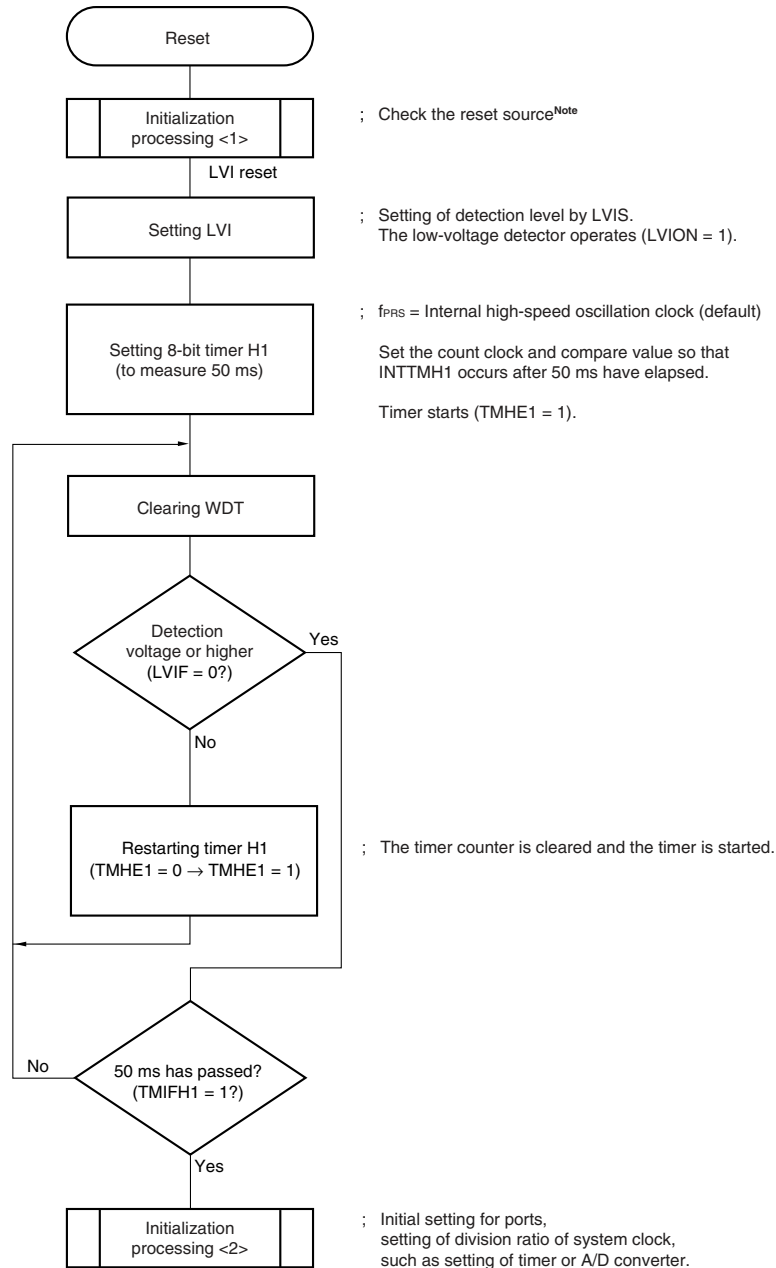 Reset
Initialization
processing <1>
; Check the reset sourceNote
LVI reset
Setting LVI
; Setting of detection level by LVIS.
The low-voltage detector operates (LVION = 1).
Setting 8-bit timer H1
(to measure 50 ms)
; fPRS = Internal high-speed oscillation clock (default)
Set the count clock and compare value so that
INTTMH1 occurs after 50 ms have elapsed.
Timer starts (TMHE1 = 1).
Clearing WDT
Detection
voltage or higher
(LVIF = 0?)
Yes
No
Restarting timer H1
(TMHE1 = 0 → TMHE1 = 1)
; The timer counter is cleared and the timer is started.
No
50 ms has passed?
(TMIFH1 = 1?)
Yes
Initialization
processing <2>
; Initial setting for ports,
setting of division ratio of system clock,
such as setting of timer or A/D converter.